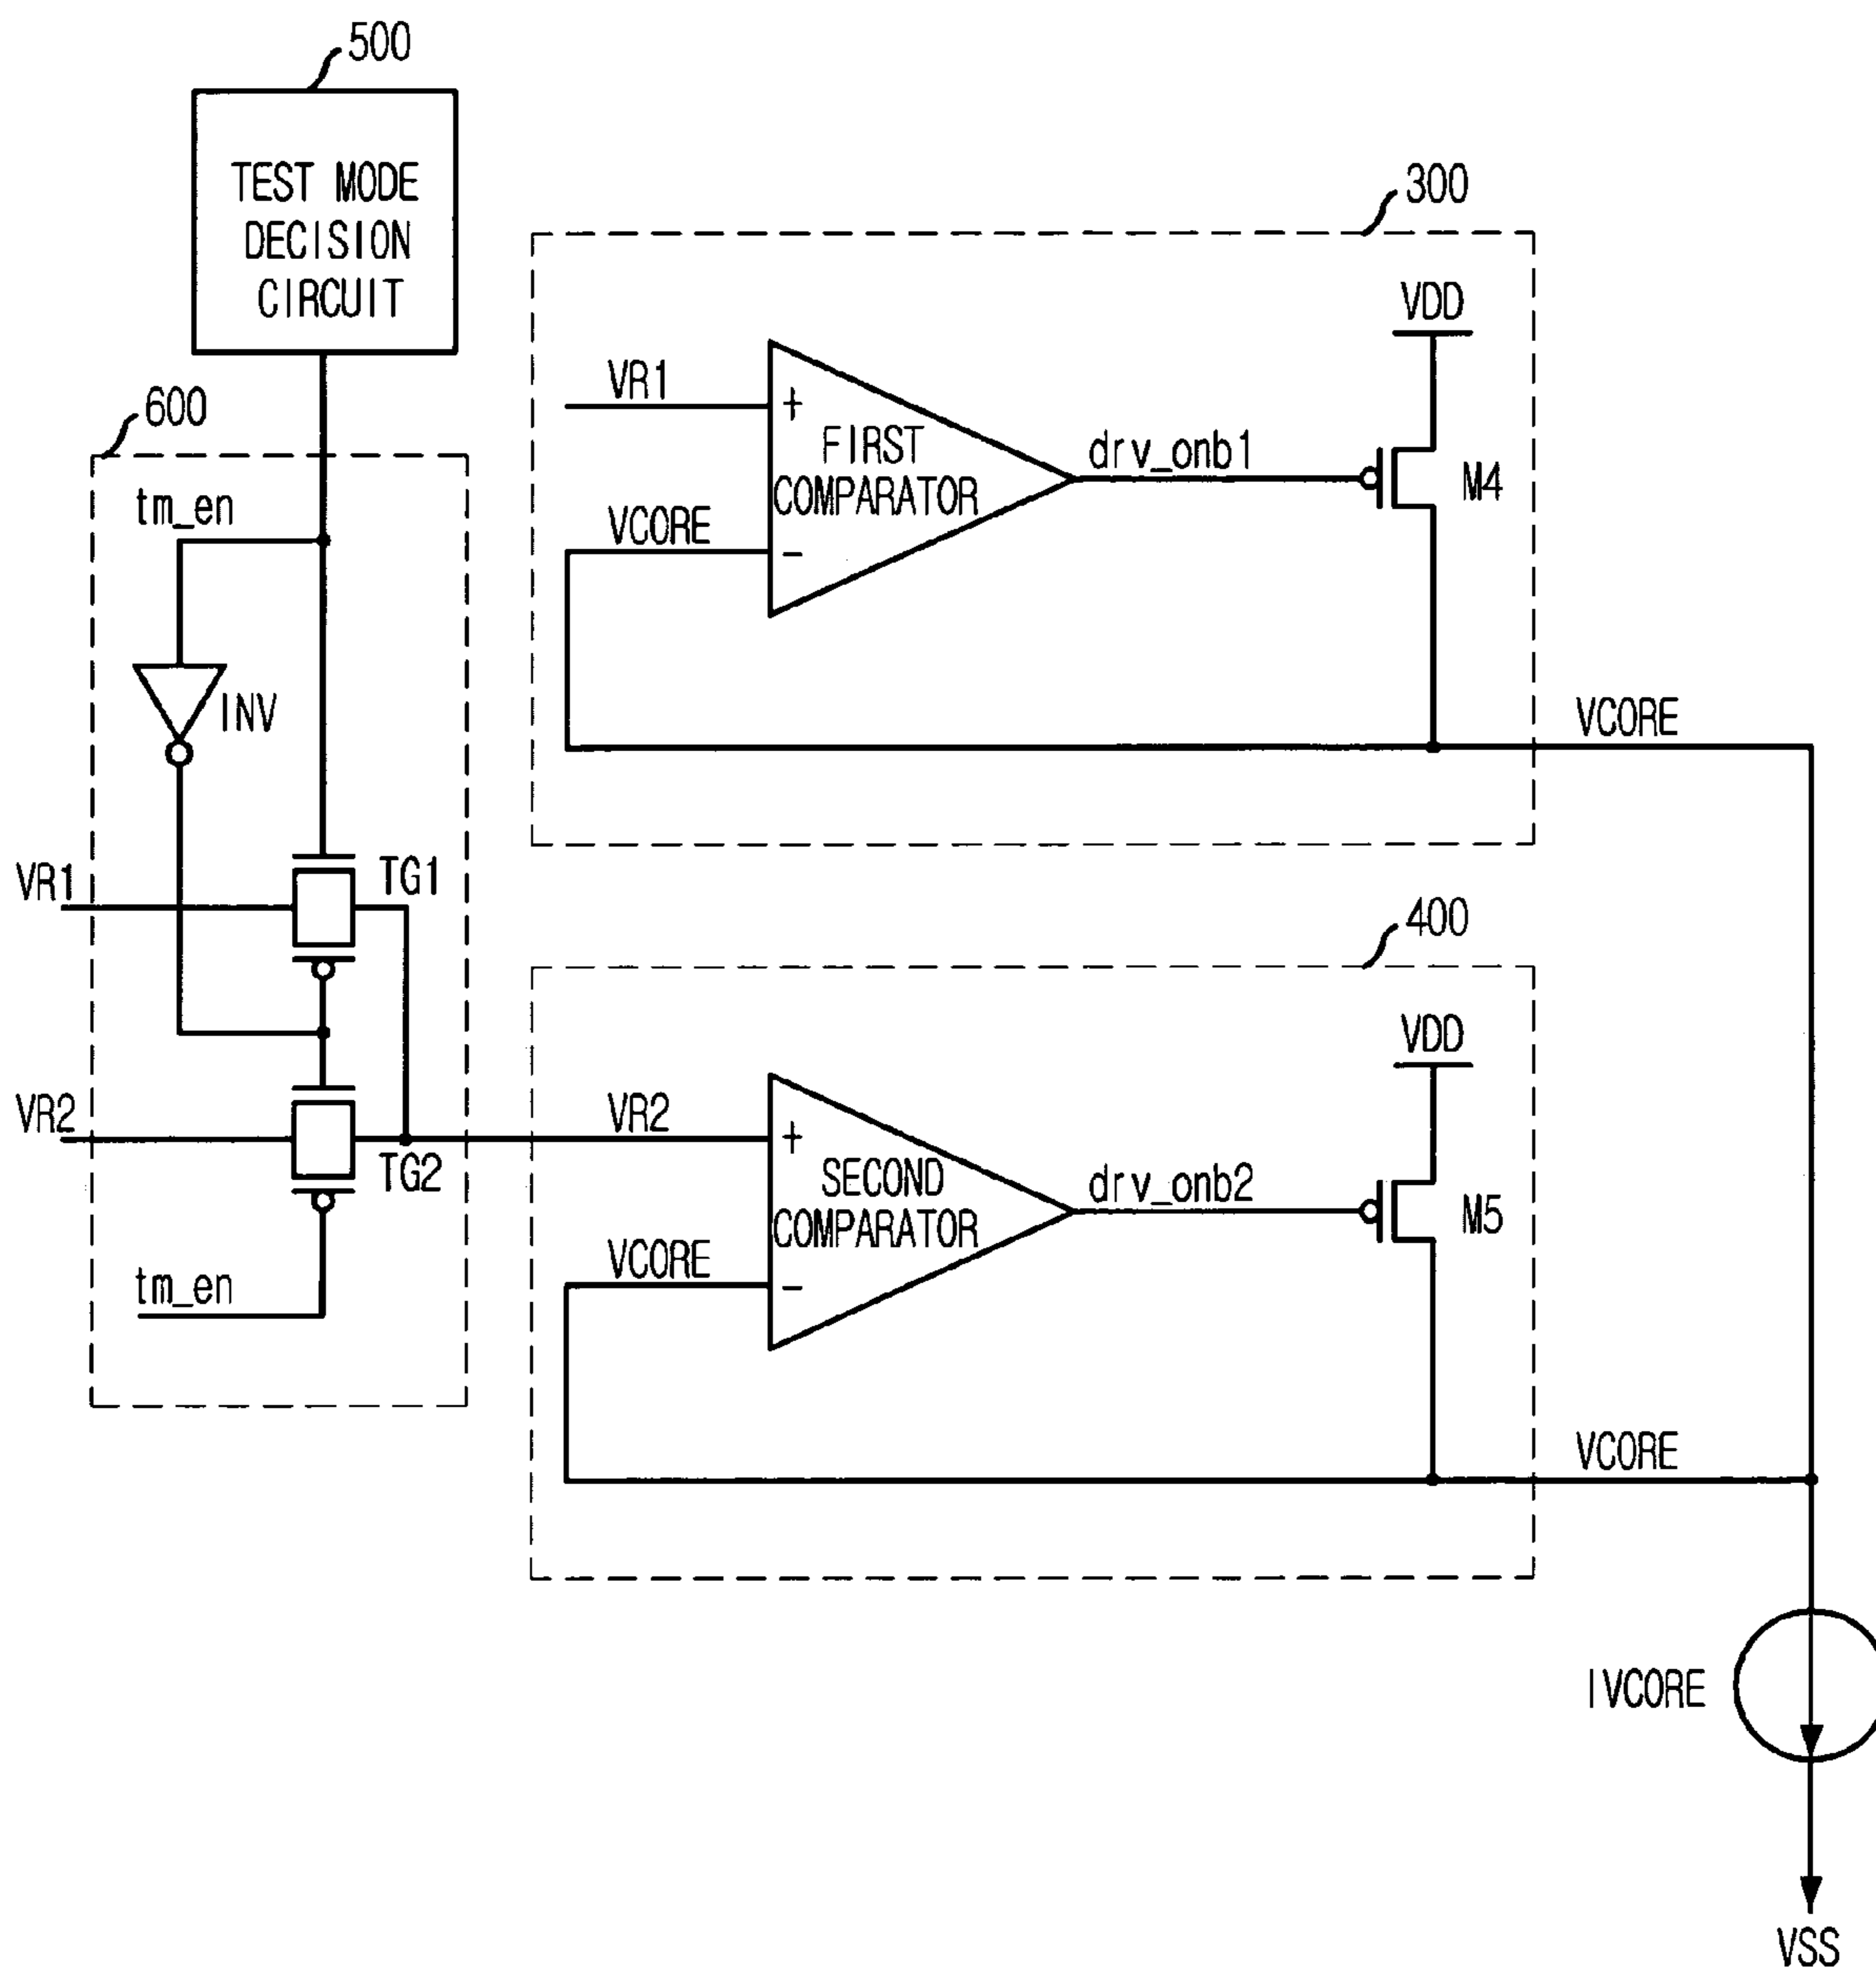 500
TEST MODE
DECISION
CIRCUIT
300
VDD
600
VR1
+
FIRST
COMPARATOR
drv_onb1
M4
tm_en
VCORE
-
INV
VCORE
VR1
TG1
400
VDD
VR2
TG2
VR2
+
SECOND
COMPARATOR
drv_onb2
M5
tm_en
VCORE
-
VCORE
IVCORE
VSS